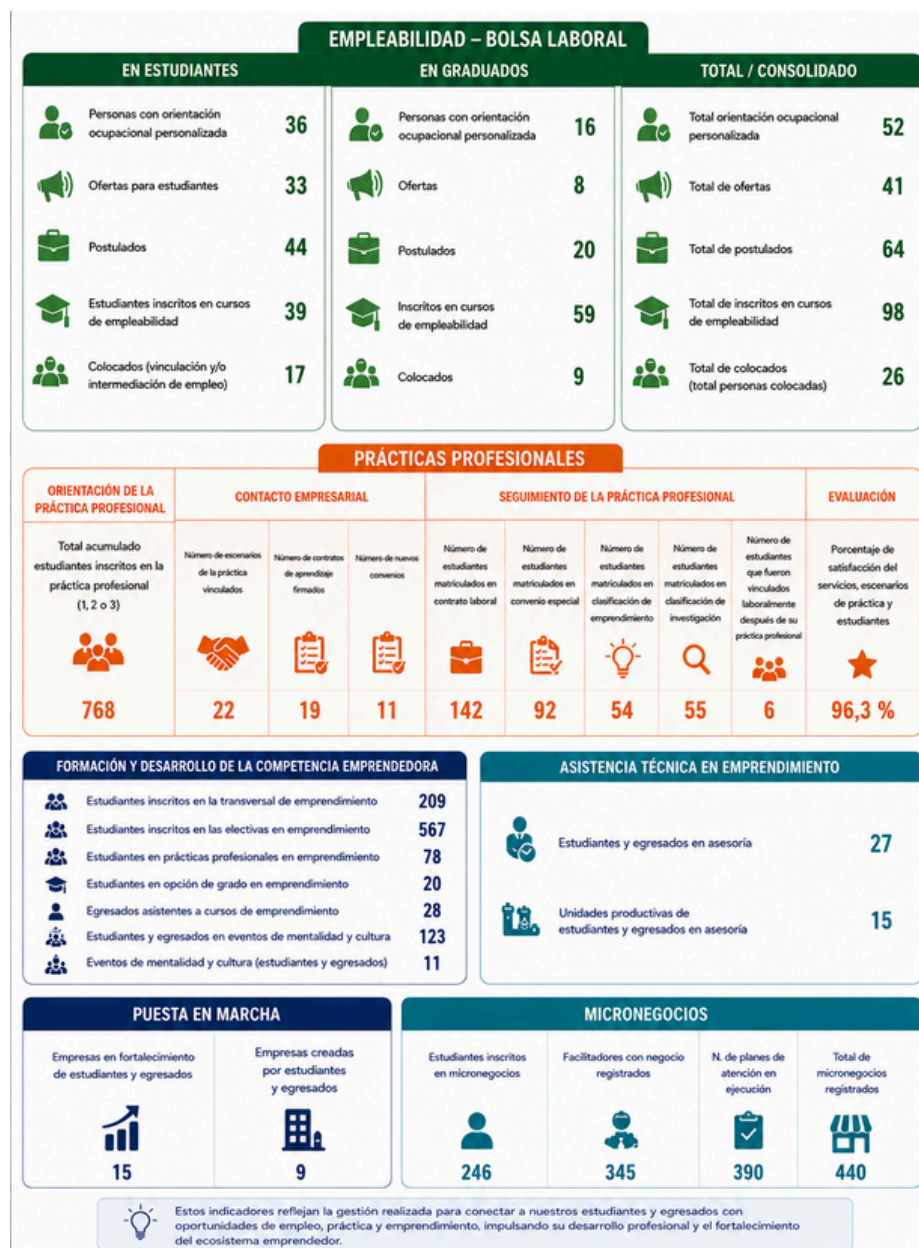 EMPLEABILIDAD – BOLSA LABORAL
EN ESTUDIANTES
Personas con orientación
ocupacional personalizada
36
Ofertas para estudiantes
33
Postulados
44
Estudiantes inscritos en cursos
de empleabilidad
39
Colocados (vinculación y/o
intermediación de empleo)
17
EN GRADUADOS
Personas con orientación
ocupacional personalizada
16
Ofertas
8
Postulados
20
Inscritos en cursos
de empleabilidad
59
Colocados
9
TOTAL / CONSOLIDADO
Total orientación ocupacional
personalizada
52
Total de ofertas
41
Total de postulados
64
Total de inscritos en cursos
de empleabilidad
98
Total de colocados
(total personas colocadas)
26
PRÁCTICAS PROFESIONALES
ORIENTACIÓN DE LA
PRÁCTICA PROFESIONAL
Total acumulado
estudiantes inscritos en la
práctica profesional
(1, 2 o 3)
768
CONTACTO EMPRESARIAL
Número de escenarios
de la práctica
vinculados
22
Número de contratos
de aprendizaje
firmados
19
Número de nuevos
convenios
11
SEGUIMIENTO DE LA PRÁCTICA PROFESIONAL
Número de
estudiantes
matriculados en
contrato laboral
142
Número de
estudiantes
matriculados en
convenio especial
92
Número de
estudiantes
matriculados en
clasificación de
emprendimiento
54
Número de
estudiantes
matriculados en
clasificación de
investigación
55
Número de
estudiantes
que fueron
vinculados
laboralmente
después de su
práctica profesional
6
EVALUACIÓN
Porcentaje de
satisfacción del
servicios, escenarios
de práctica y
estudiantes
96,3 %
FORMACIÓN Y DESARROLLO DE LA COMPETENCIA EMPRENDEDORA
Estudiantes inscritos en la transversal de emprendimiento 209
Estudiantes inscritos en las electivas en emprendimiento 567
Estudiantes en prácticas profesionales en emprendimiento 78
Estudiantes en opción de grado en emprendimiento 20
Egresados asistentes a cursos de emprendimiento 28
Estudiantes y egresados en eventos de mentalidad y cultura 123
Eventos de mentalidad y cultura (estudiantes y egresados) 11
ASISTENCIA TÉCNICA EN EMPRENDIMIENTO
Estudiantes y egresados en asesoría 27
Unidades productivas de
estudiantes y egresados en asesoría
15
PUESTA EN MARCHA
Empresas en fortalecimiento
de estudiantes y egresados
15
Empresas creadas
por estudiantes
y egresados
9
MICRONEGOCIOS
Estudiantes inscritos
en micronegocios
246
Facilitadores con negocio
registrados
345
N. de planes de
atención en
ejecución
390
Total de
micronegocios
registrados
440
Estos indicadores reflejan la gestión realizada para conectar a nuestros estudiantes y egresados con
oportunidades de empleo, práctica y emprendimiento, impulsando su desarrollo profesional y el fortalecimiento
del ecosistema emprendedor.